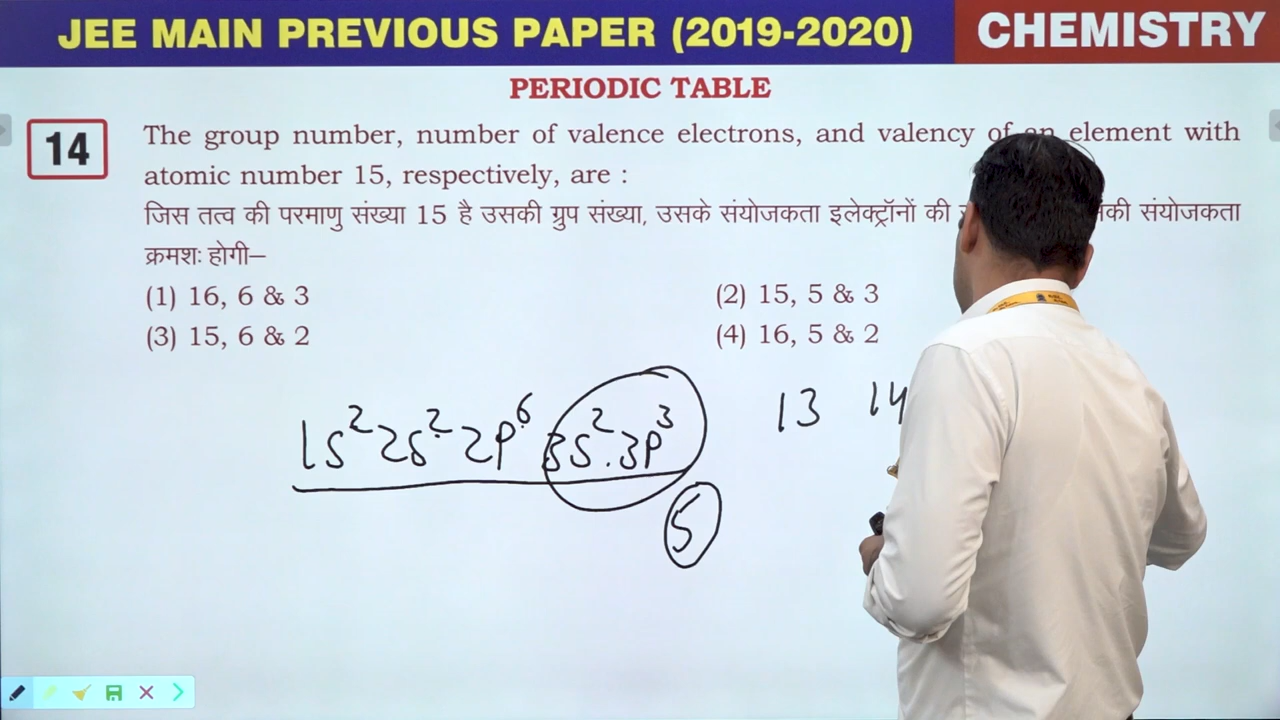 JEE MAIN PREVIOUS PAPER (2019-2020) CHEMISTRY
PERIODIC TABLE
14 The group number, number of valence electrons, and valency of an element with
atomic number 15, respectively, are :
जिस तत्व की परमाणु संख्या 15 है उसकी ग्रुप संख्या, उसके संयोजकता इलेक्ट्रॉनों की संयोजकता
क्रमशः होगी–
(1) 16, 6 & 3 (2) 15, 5 & 3
(3) 15, 6 & 2 (4) 16, 5 & 2
1s² 2s² 2p⁶ 3s² 3p³ 13 14
5